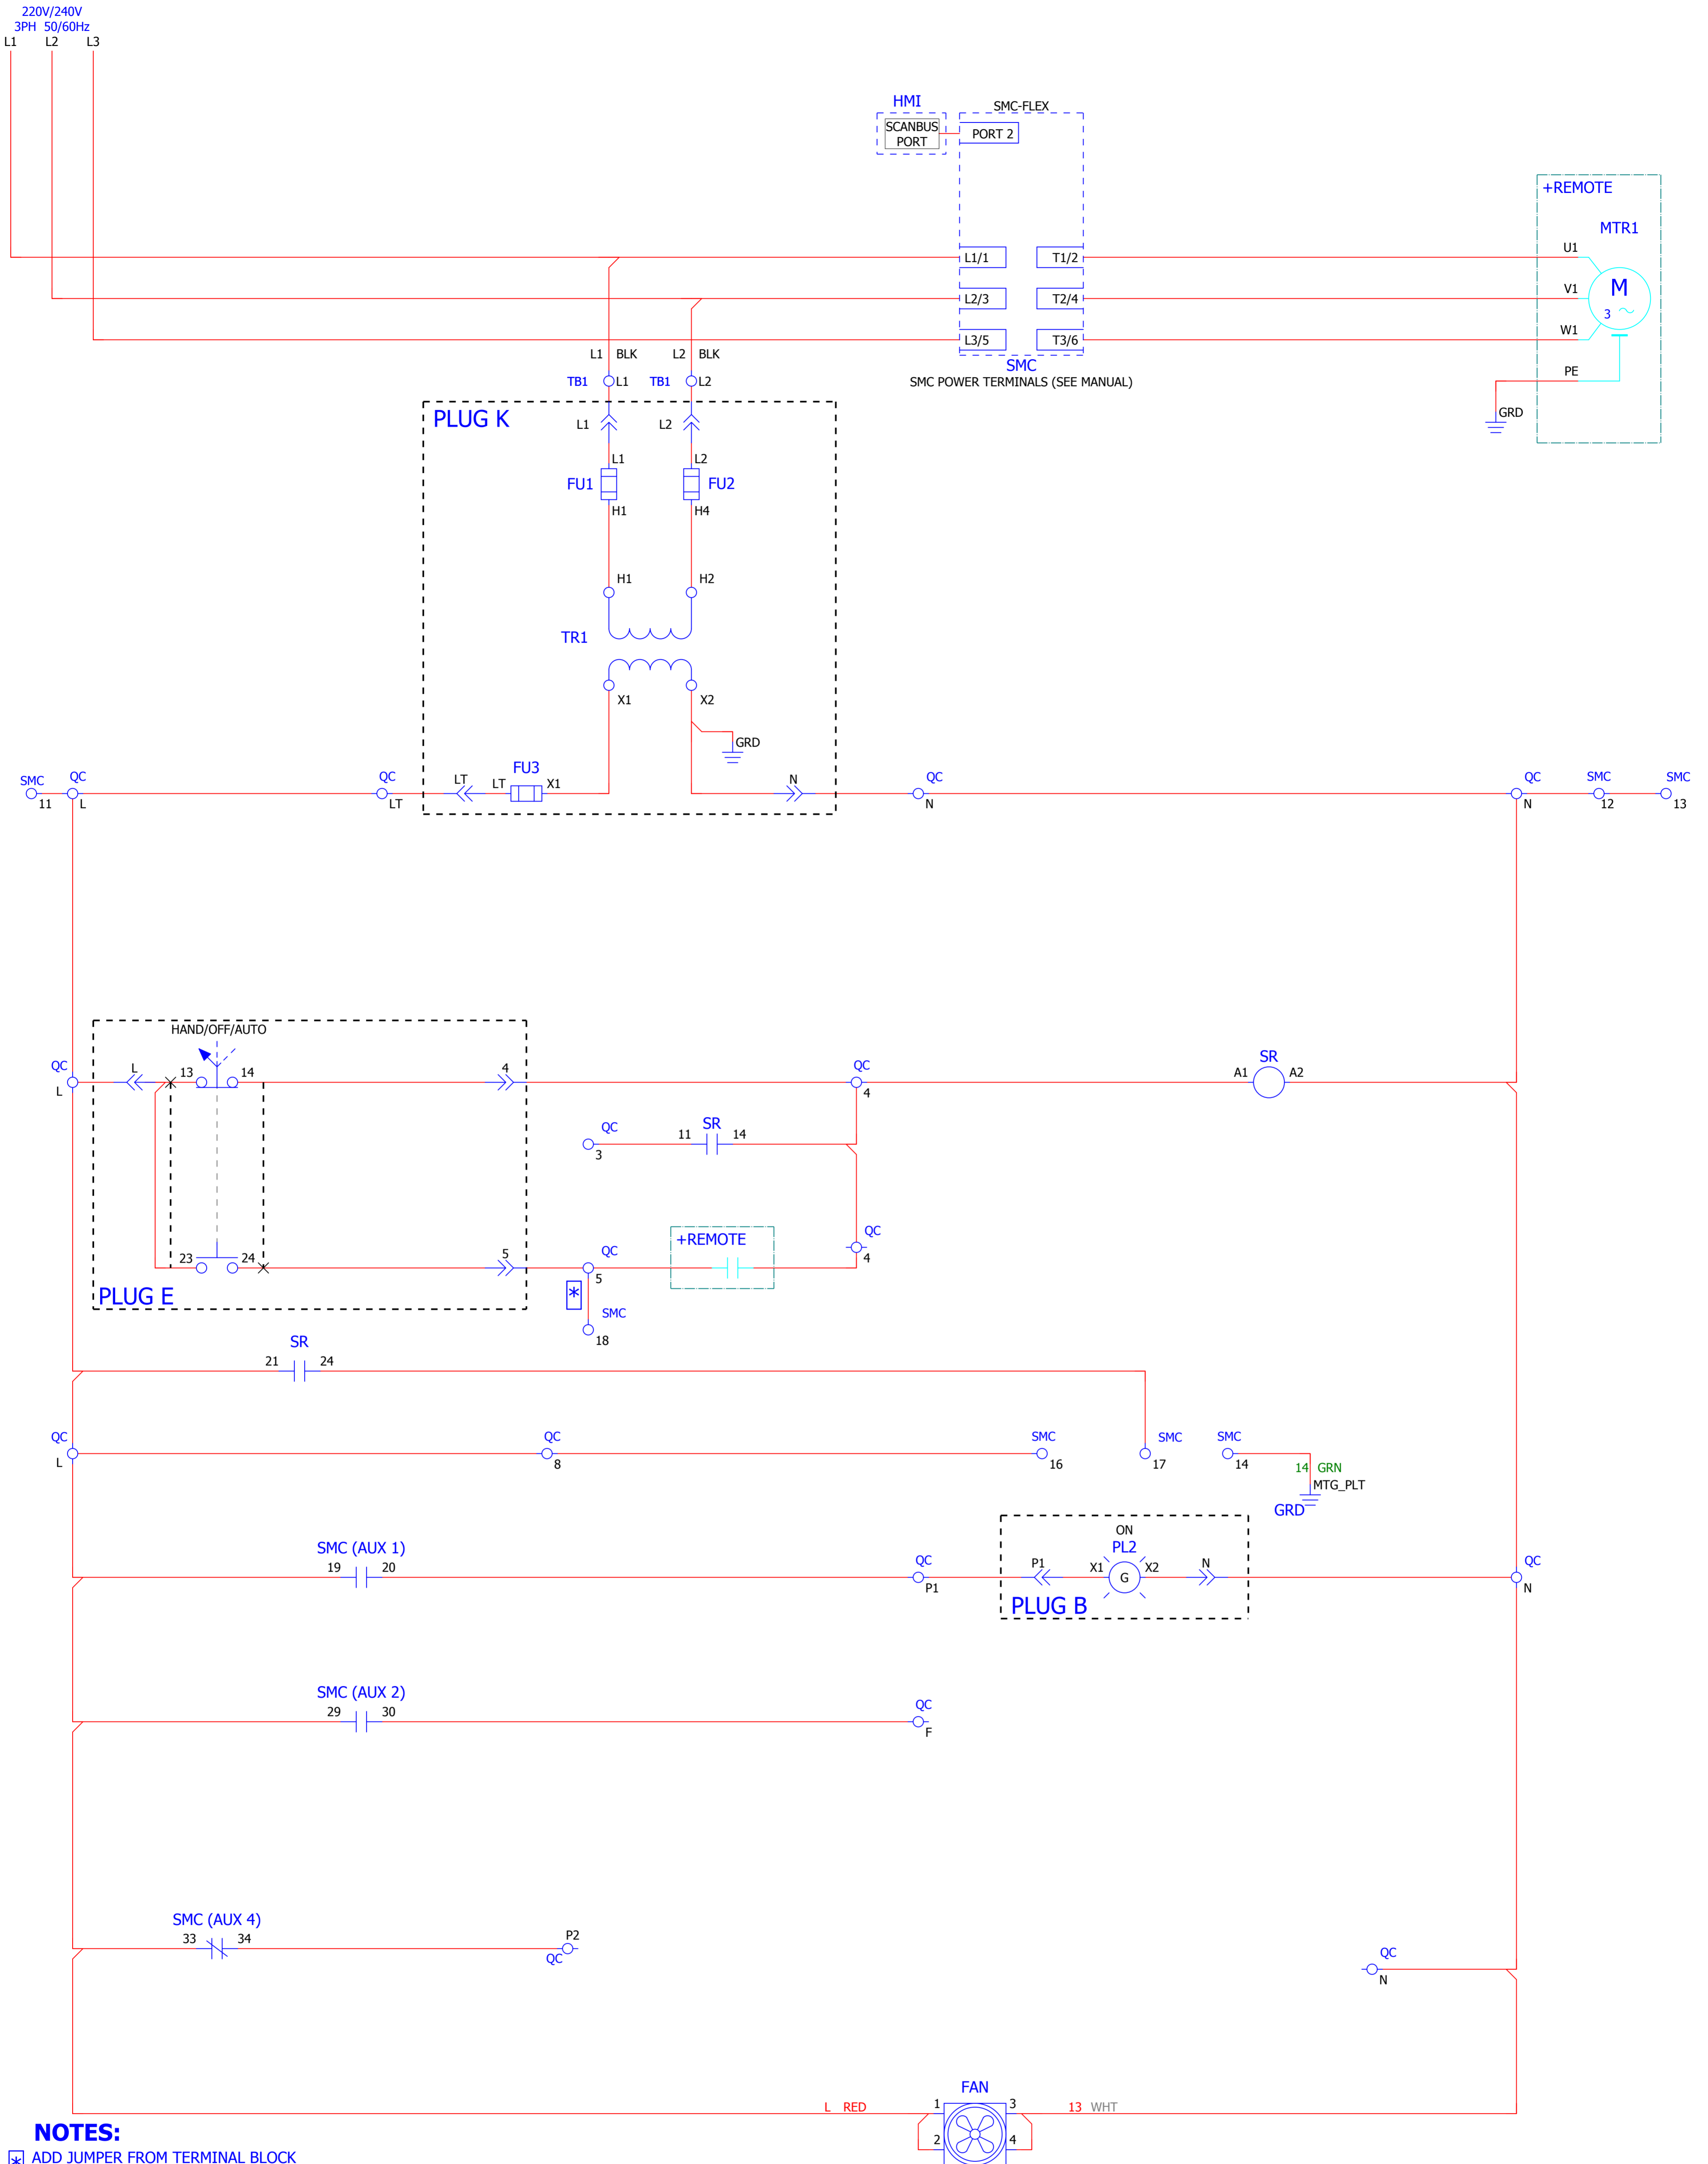 220V/240V
3PH 50/60Hz
L1 L2 L3
HMI
SCANBUS
PORT
SMC-FLEX
PORT 2
+REMOTE
MTR1
L1/1 T1/2 U1
L2/3 T2/4 V1
M
3
L3/5 T3/6 W1
SMC
SMC POWER TERMINALS (SEE MANUAL)
PE
GRD
L1 BLK L2 BLK
TB1 L1 TB1 L2
PLUG K
L1 L2
L1 L2
FU1 FU2
H1 H4
H1 H2
TR1
X1 X2
GRD
SMC QC QC LT LT FU3 X1 N QC QC SMC SMC
11 L LT N N 12 13
HAND/OFF/AUTO
QC L 13 14 4 QC SR
L 4 A1 A2
QC 11 SR 14
3
QC
4
+REMOTE
23 24 5 QC
5
PLUG E
*
SMC
18
SR
21 24
QC QC SMC SMC SMC
L 8 16 17 14
14 GRN
MTG_PLT
GRD
ON
SMC (AUX 1) PL2
19 20 QC P1 X1 X2 N QC
P1 G N
PLUG B
SMC (AUX 2)
29 30 QC
F
SMC (AUX 4)
33 34 P2
QC
QC
N
FAN
L RED 1 3 13 WHT
2 4
NOTES:
* ADD JUMPER FROM TERMINAL BLOCK